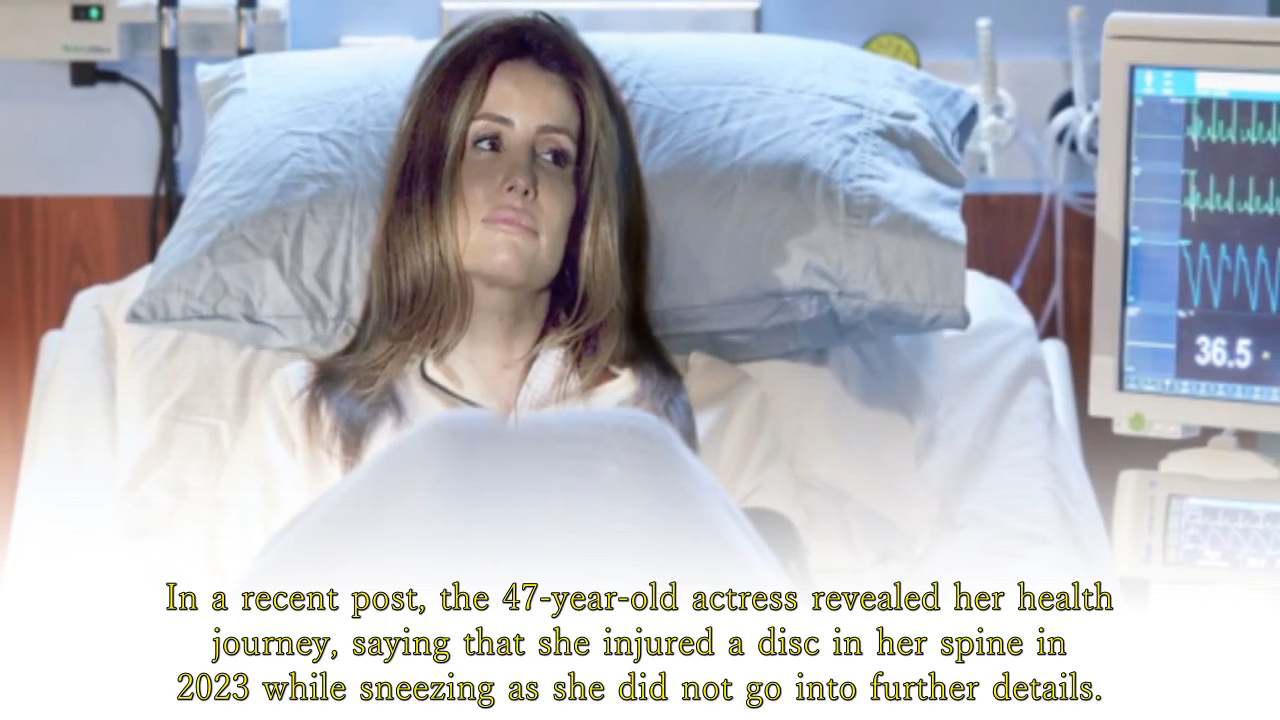 In a recent post, the 47-year-old actress revealed her health
journey, saying that she injured a disc in her spine in
2023 while sneezing as she did not go into further details.
36.5